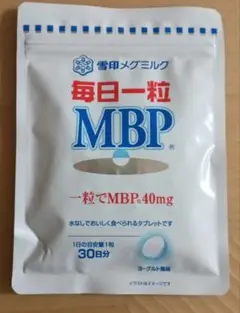 雪印メグミルク
毎日一粒
MBP®
一粒でMBP®40mg
水なしでおいしく食べられるタブレットです
1日の目安量1粒
30日分
ヨーグルト風味